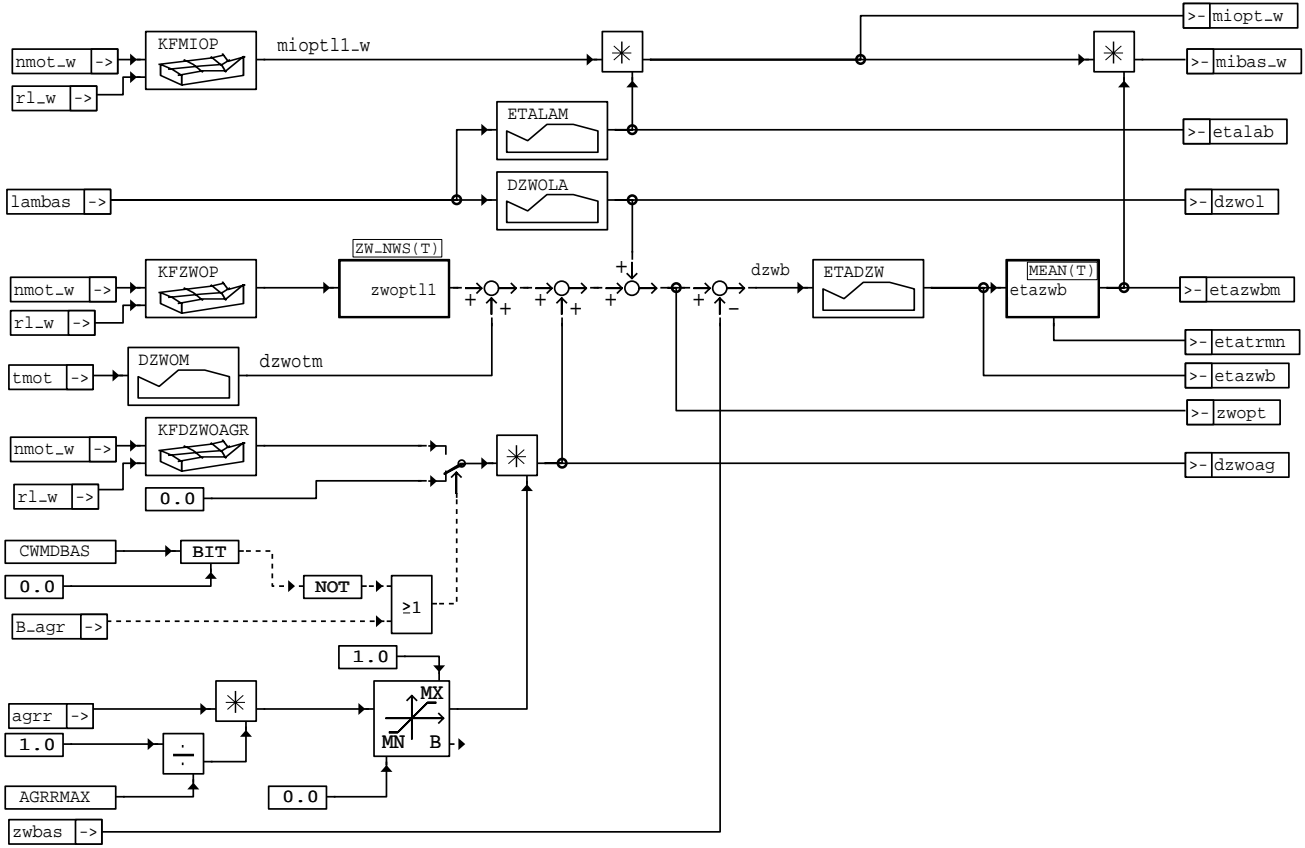 >- miopt_w
KFMIOP
nmot_w ->
mioptl1_w
>- mibas_w
rl_w ->
ETALAM
>- etalab
DZWOLA
lambas ->
>- dzwol
ZW_NWS(T)
KFZWOP
dzwb
ETADZW
MEAN(T)
nmot_w ->
zwoptl1
+ + + + + + + −
etazwb
>- etazwbm
rl_w ->
>- etatrmn
DZWOM
dzwotm
tmot ->
>- etazwb
>- zwopt
KFDZWOAGR
nmot_w ->
>- dzwoag
rl_w ->
0.0
CWMDBAS
BIT
0.0
NOT
≥1
B_agr ->
1.0
MX
agrr ->
MN B
1.0
÷
AGRRMAX
0.0
zwbas ->